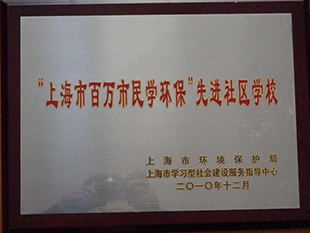 “上海市百万市民学环保”先进社区学校
上海市环境保护局
上海市学习型社会建设服务指导中心
二〇一〇年十二月